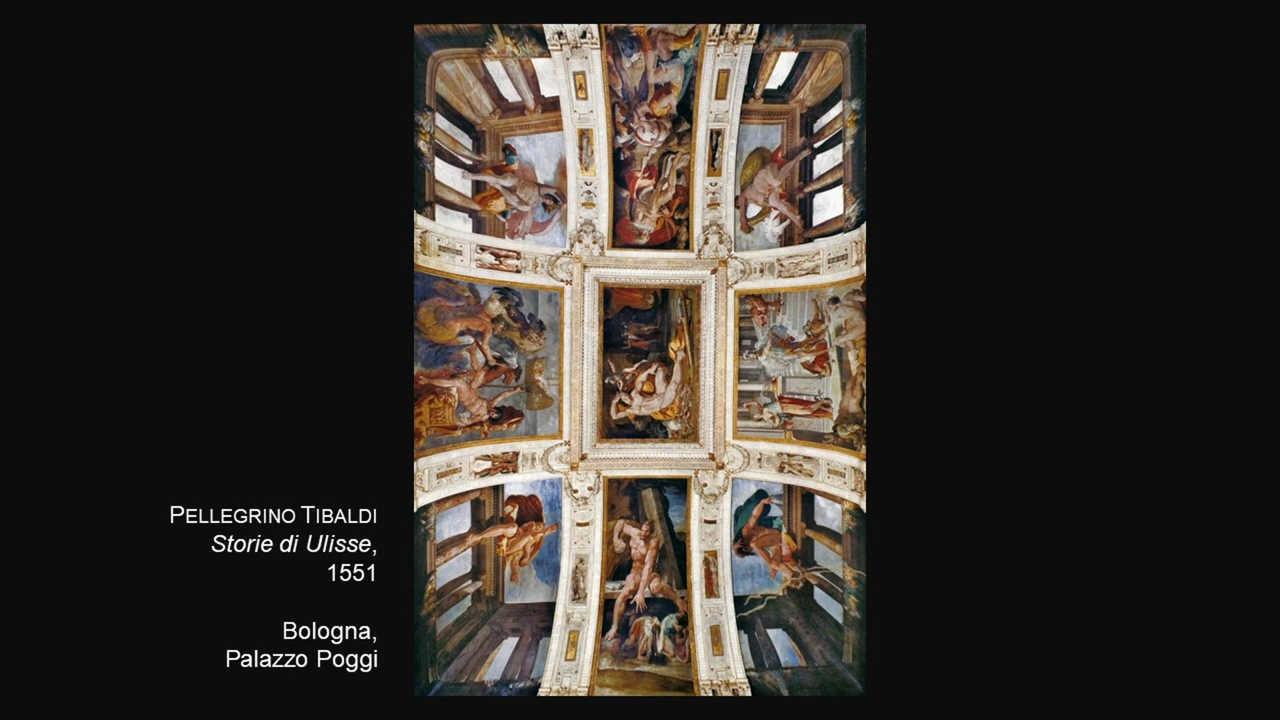 PELLEGRINO TIBALDI
Storie di Ulisse,
1551
Bologna,
Palazzo Poggi